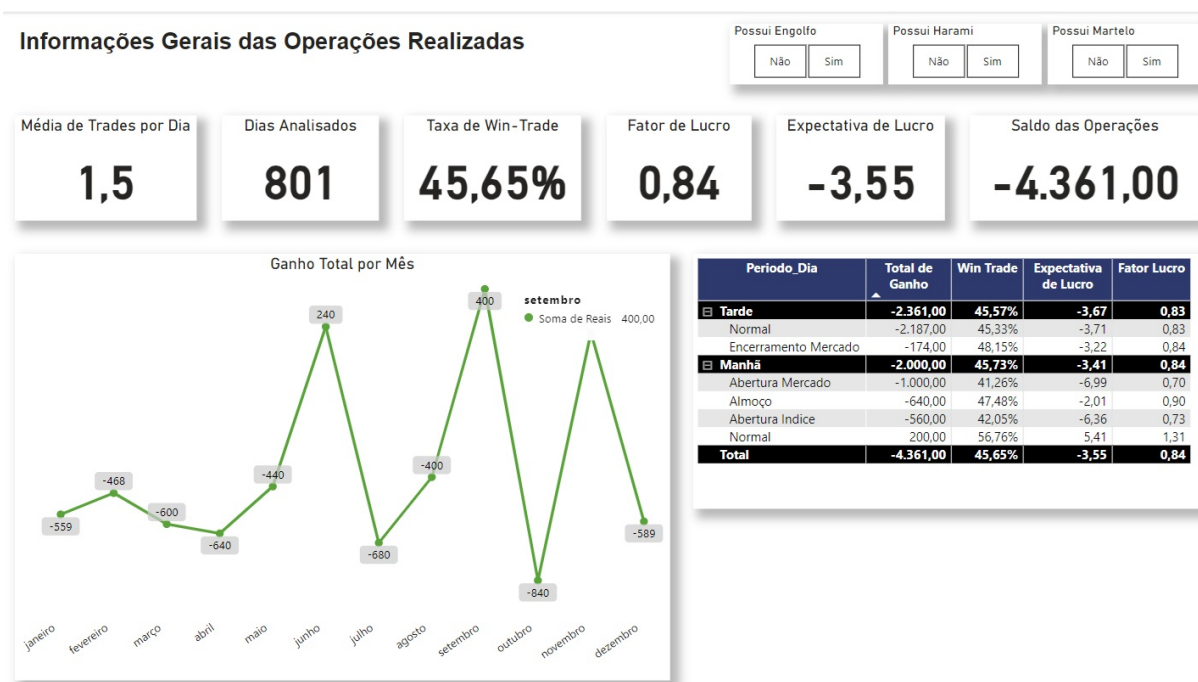 Informações Gerais das Operações Realizadas
Possui Engolfo
Não Sim
Possui Harami
Não Sim
Possui Martelo
Não Sim
Média de Trades por Dia
1,5
Dias Analisados
801
Taxa de Win-Trade
45,65%
Fator de Lucro
0,84
Expectativa de Lucro
-3,55
Saldo das Operações
-4.361,00
Ganho Total por Mês
-559
-468
-600
-640
-440
240
-680
-400
400
-840
-589
setembro
Soma de Reais 400,00
janeiro
fevereiro
março
abril
maio
junho
julho
agosto
setembro
outubro
novembro
dezembro
Periodo_Dia Total de Ganho Win Trade Expectativa de Lucro Fator Lucro
Tarde -2.361,00 45,57% -3,67 0,83
Normal -2.187,00 45,33% -3,71 0,83
Encerramento Mercado -174,00 48,15% -3,22 0,84
Manhã -2.000,00 45,73% -3,41 0,84
Abertura Mercado -1.000,00 41,26% -6,99 0,70
Almoço -640,00 47,48% -2,01 0,90
Abertura Indice -560,00 42,05% -6,36 0,73
Normal 200,00 56,76% 5,41 1,31
Total -4.361,00 45,65% -3,55 0,84